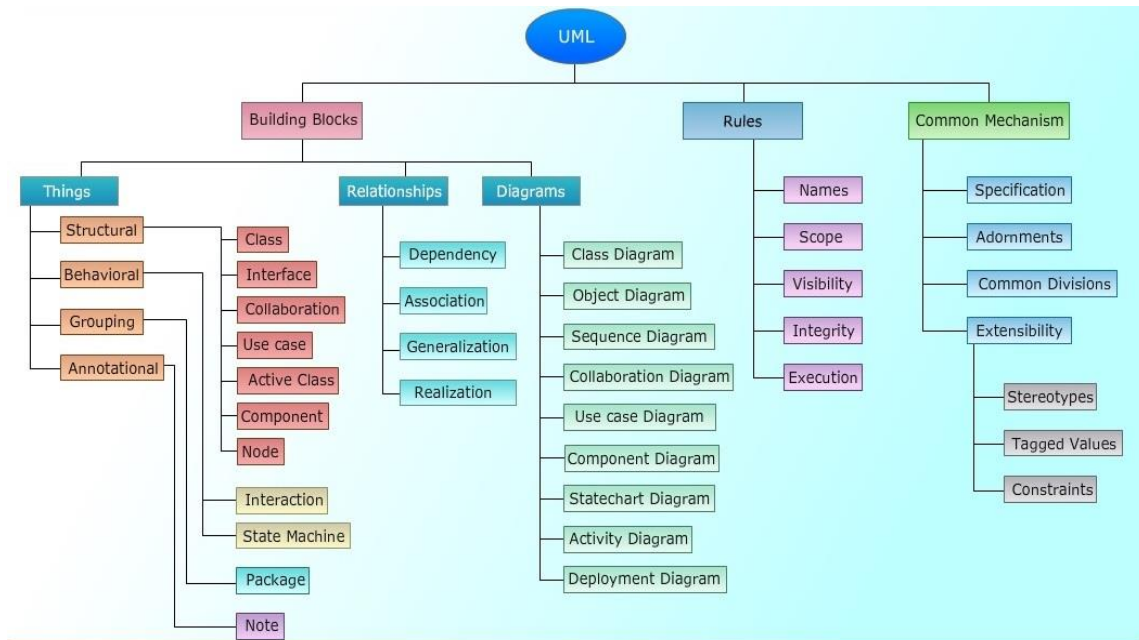 UML
Building Blocks
Rules
Common Mechanism
Things
Relationships
Diagrams
Structural
Behavioral
Grouping
Annotational
Class
Interface
Collaboration
Use case
Active Class
Component
Node
Interaction
State Machine
Package
Note
Dependency
Association
Generalization
Realization
Class Diagram
Object Diagram
Sequence Diagram
Collaboration Diagram
Use case Diagram
Component Diagram
Statechart Diagram
Activity Diagram
Deployment Diagram
Names
Scope
Visibility
Integrity
Execution
Specification
Adornments
Common Divisions
Extensibility
Stereotypes
Tagged Values
Constraints